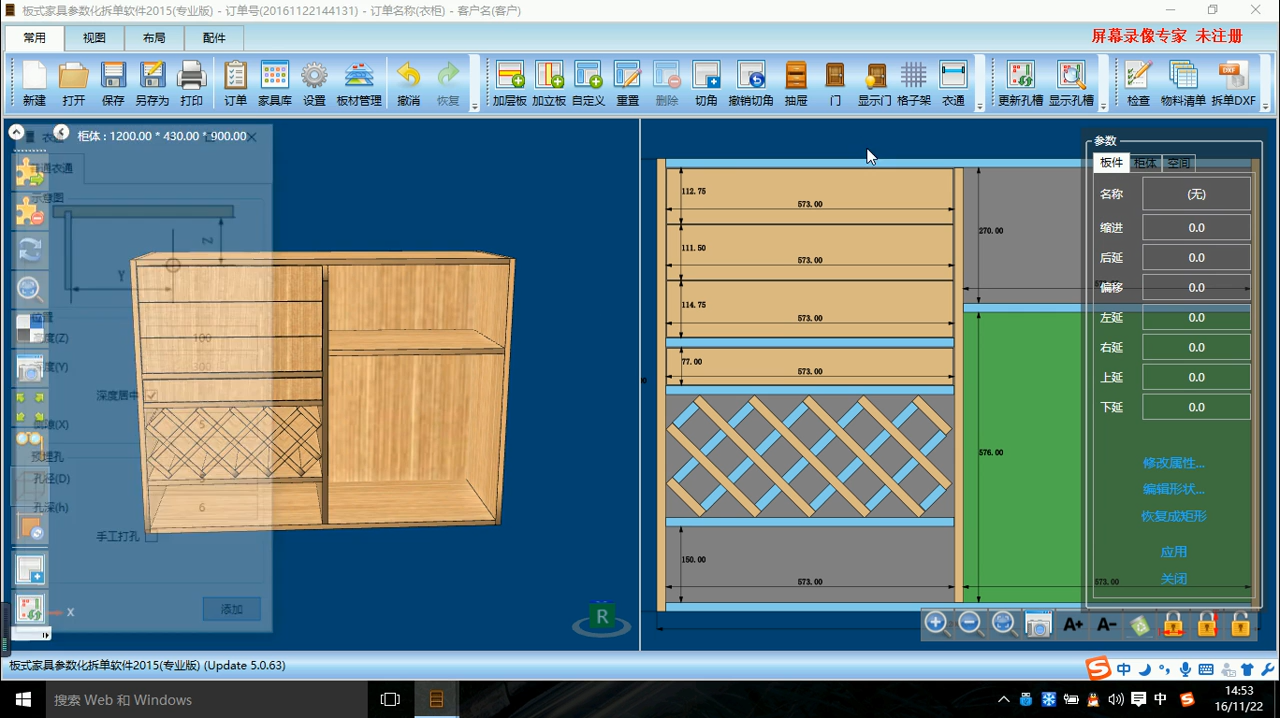 板式家具参数化拆单软件2015(专业版) - 订单号(20161122144131) - 订单名称(衣柜) - 客户名(客户)
常用 视图 布局 配件
屏幕录像专家 未注册
新建 打开 保存 另存为 打印 订单 家具库 设置 板材管理 撤消 恢复 加层板 加立板 自定义 重置 删除 切角 撤销切角 抽屉 门 显示门 格子架 衣通 更新孔槽 显示孔槽 检查 物料清单 拆单DXF
柜体 : 1200.00 * 430.00 * 900.00
通衣通
示意图
Z
Y
位置
度(Z) 100
度(Y)
深度居中
(X) 5
预埋孔
孔径(D) 5
孔深(h) 6
手工打孔
添加
X
R
112.75
573.00
111.50
573.00
114.75
573.00
77.00
573.00
150.00
573.00
270.00
576.00
573.00
参数
板件 柜体 空间
名称 (无)
缩进 0.0
后延 0.0
偏移 0.0
左延 0.0
右延 0.0
上延 0.0
下延 0.0
修改属性...
编辑形状...
恢复成矩形
应用
关闭
A+ A-
板式家具参数化拆单软件2015(专业版) (Update 5.0.63)
S 中
搜索 Web 和 Windows
中 S
14:53
16/11/22